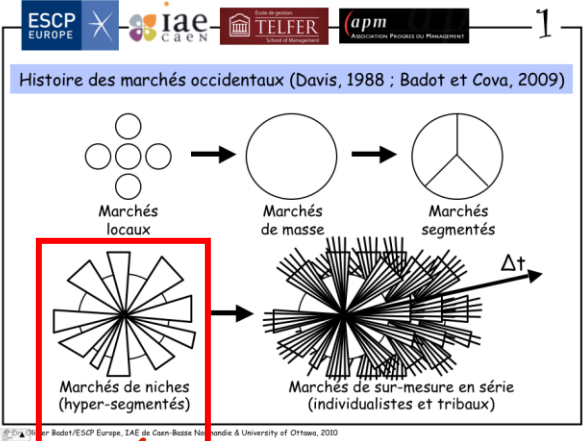 ESCP
EUROPE
iae
CAEN
École de gestion
TELFER
School of Management
apm
ASSOCIATION PROGRÈS DU MANAGEMENT
1
Histoire des marchés occidentaux (Davis, 1988 ; Badot et Cova, 2009)
Marchés
locaux
Marchés
de masse
Marchés
segmentés
Δt
Marchés de niches
(hyper-segmentés)
Marchés de sur-mesure en série
(individualistes et tribaux)
Badot/ESCP Europe, IAE de Caen-Basse Normandie & University of Ottawa, 2010